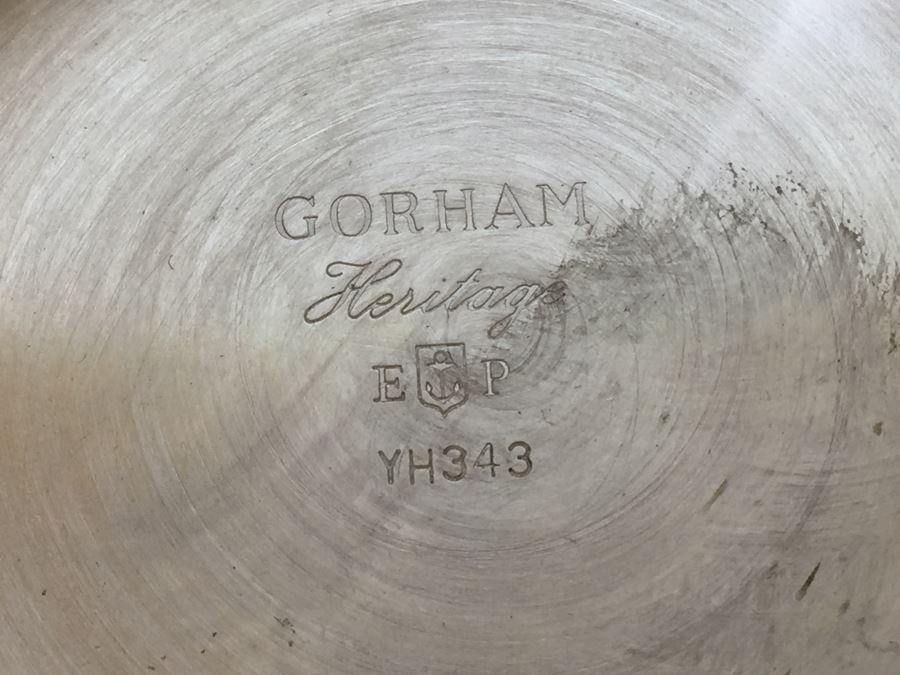 GORHAM
Heritage
E P
YH343